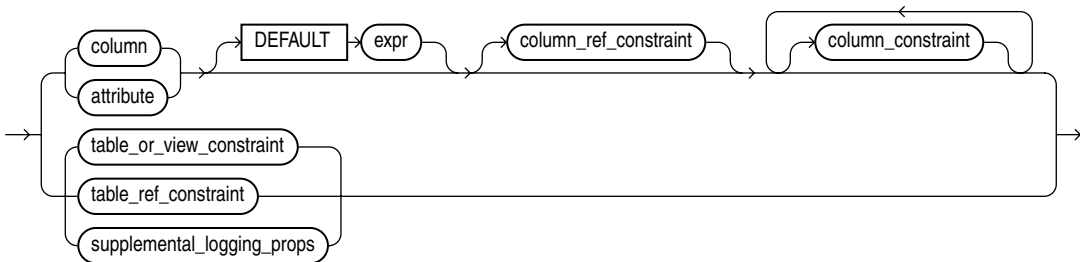 column
DEFAULT expr column_ref_constraint column_constraint
attribute
table_or_view_constraint
table_ref_constraint
supplemental_logging_props